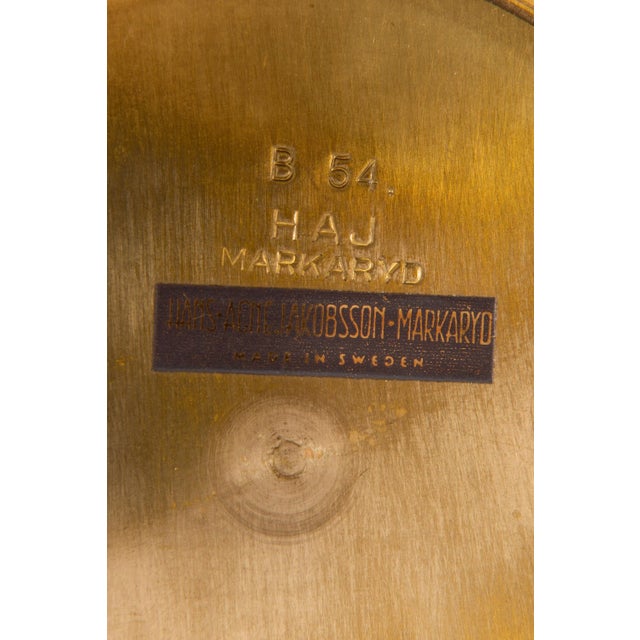 B 54.
HAJ
MARKARYD
HANS-AGNE JAKOBSSON · MARKARYD
MADE IN SWEDEN